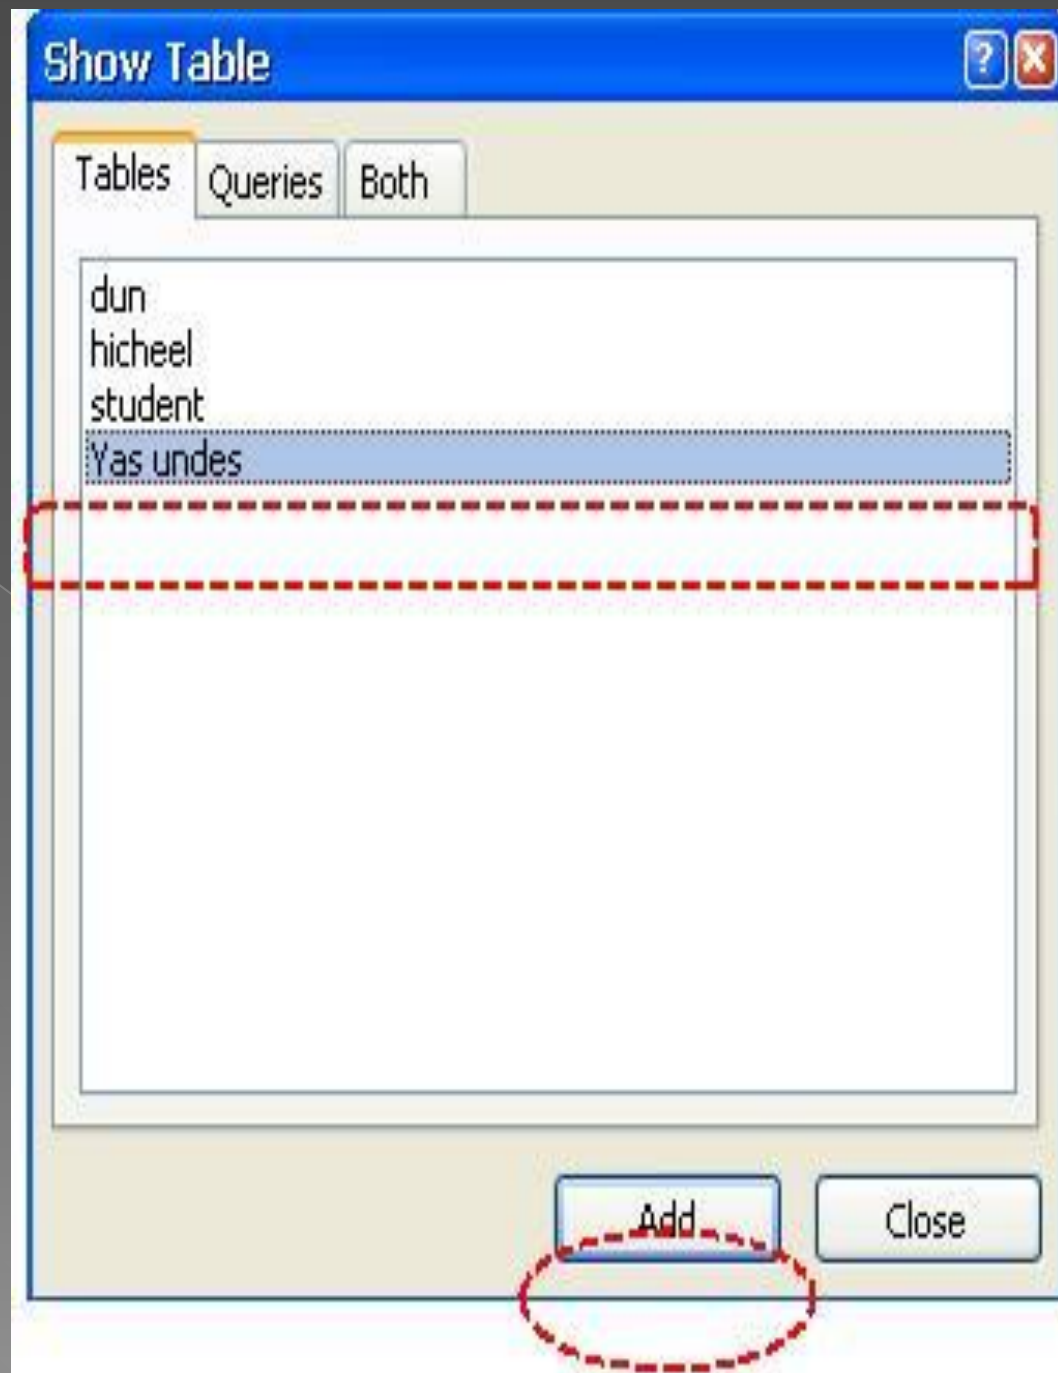 Show Table
?
Tables Queries Both
dun
hicheel
student
Yas undes
Add Close